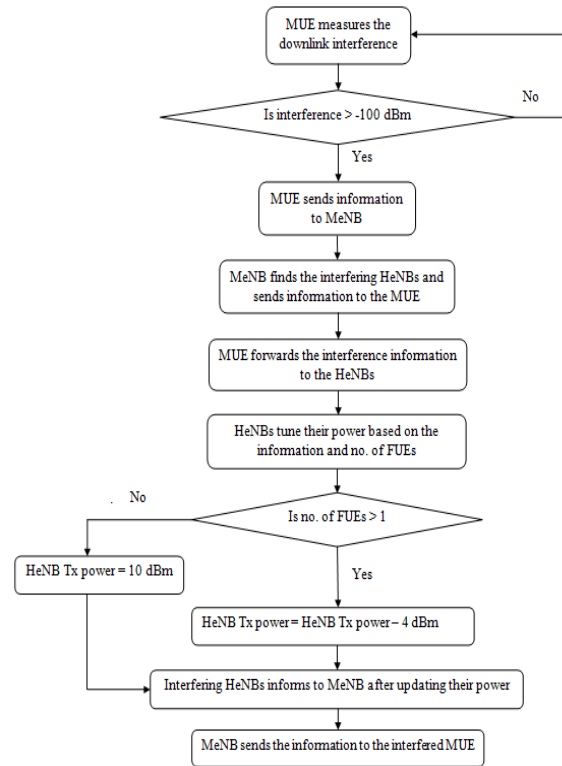 MUE measures the
downlink interference
No
Is interference > -100 dBm
Yes
MUE sends information
to MeNB
MeNB finds the interfering HeNBs and
sends information to the MUE
MUE forwards the interference information
to the HeNBs
HeNBs tune their power based on the
information and no. of FUEs
. No
Is no. of FUEs > 1
HeNB Tx power = 10 dBm
Yes
HeNB Tx power = HeNB Tx power – 4 dBm
Interfering HeNBs informs to MeNB after updating their power
MeNB sends the information to the interfered MUE